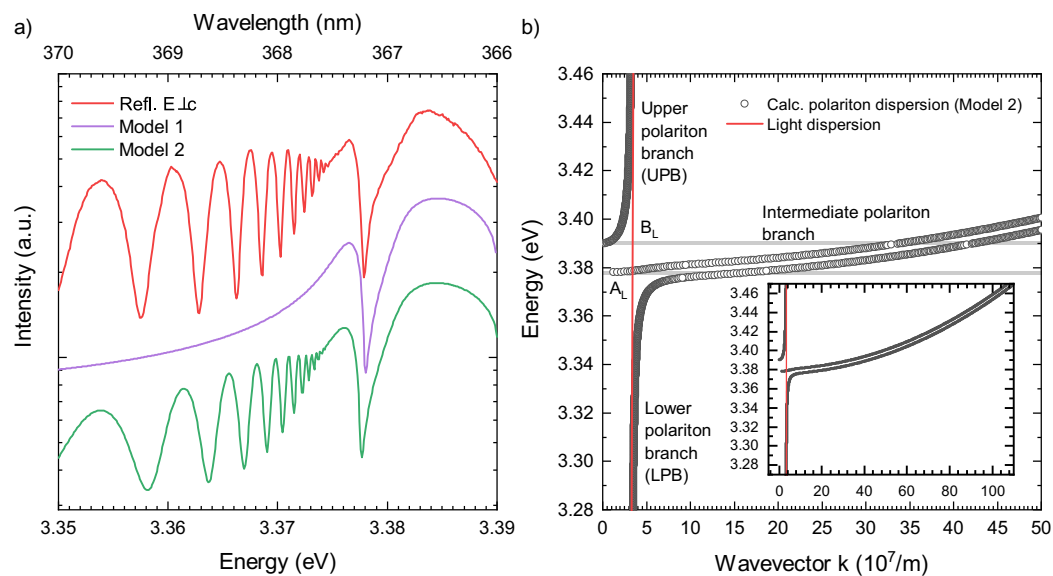 a)
Wavelength (nm)
370 369 368 367 366
Refl. E⊥c
Model 1
Model 2
Intensity (a.u.)
3.35 3.36 3.37 3.38 3.39
Energy (eV)
b)
3.46
3.44
3.42
3.40
3.38
3.36
3.34
3.32
3.30
3.28
Energy (eV)
Upper
polariton
branch
(UPB)
Calc. polariton dispersion (Model 2)
Light dispersion
Intermediate polariton
branch
B_L
A_L
Lower
polariton
branch
(LPB)
3.46
3.44
3.42
3.40
3.38
3.36
3.34
3.32
3.30
3.28
0 20 40 60 80 100
0 5 10 15 20 25 30 35 40 45 50
Wavevector k (10⁷/m)